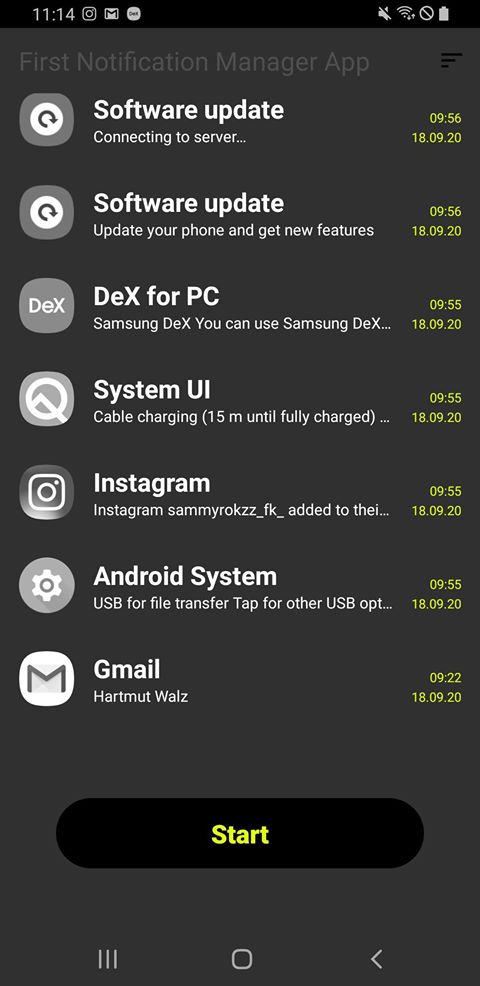 11:14
DeX
First Notification Manager App
Software update
09:56
Connecting to server...
18.09.20
Software update
09:56
Update your phone and get new features
18.09.20
DeX
DeX for PC
09:55
Samsung DeX You can use Samsung DeX...
18.09.20
System UI
09:55
Cable charging (15 m until fully charged) ...
18.09.20
Instagram
09:55
Instagram sammyrokzz_fk_ added to thei...
18.09.20
Android System
09:55
USB for file transfer Tap for other USB opt...
18.09.20
Gmail
09:22
Hartmut Walz
18.09.20
Start